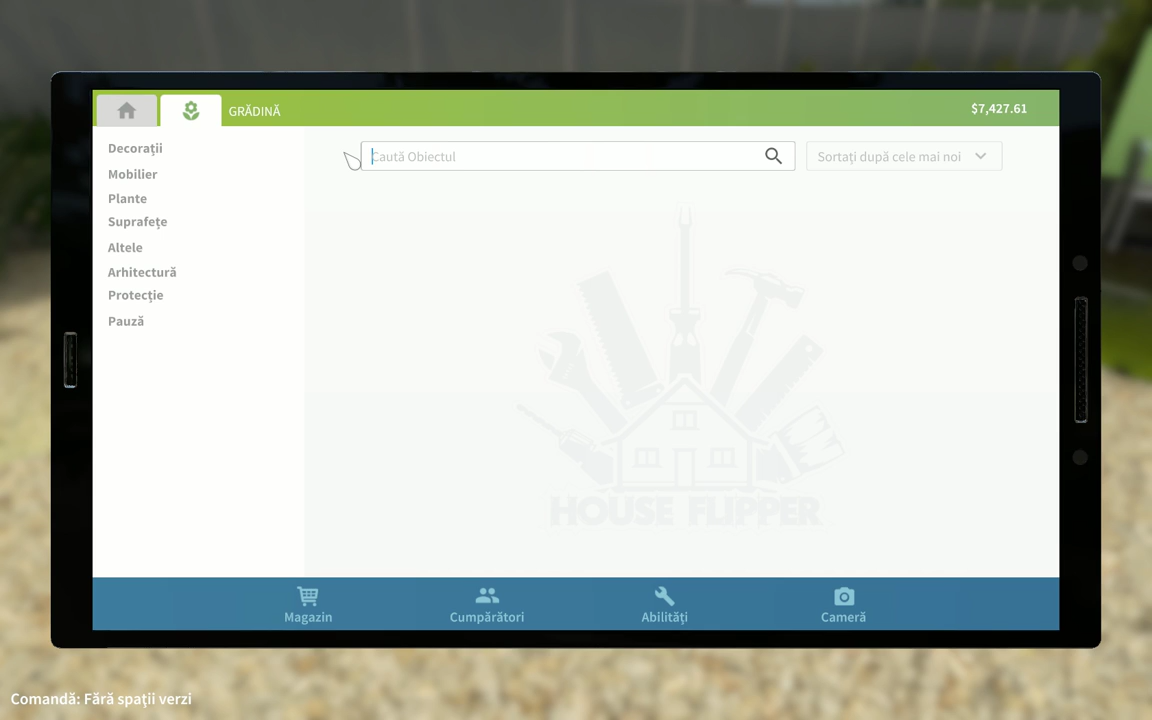 GRĂDINĂ
$7,427.61
Decorații
Mobilier
Plante
Suprafețe
Altele
Arhitectură
Protecție
Pauză
Caută Obiectul
Sortați după cele mai noi
HOUSE FLIPPER
Magazin
Cumpărători
Abilități
Cameră
Comandă: Fără spații verzi